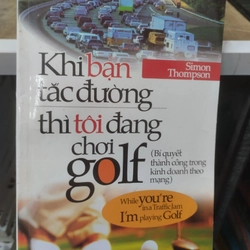 Simon
Thompson
Khi bạn
tắc đường
thì tôi đang
chơi
golf
(Bí quyết
thành công trong
kinh doanh theo
mạng)
While you're
in a Traffic Jam
I'm playing Golf